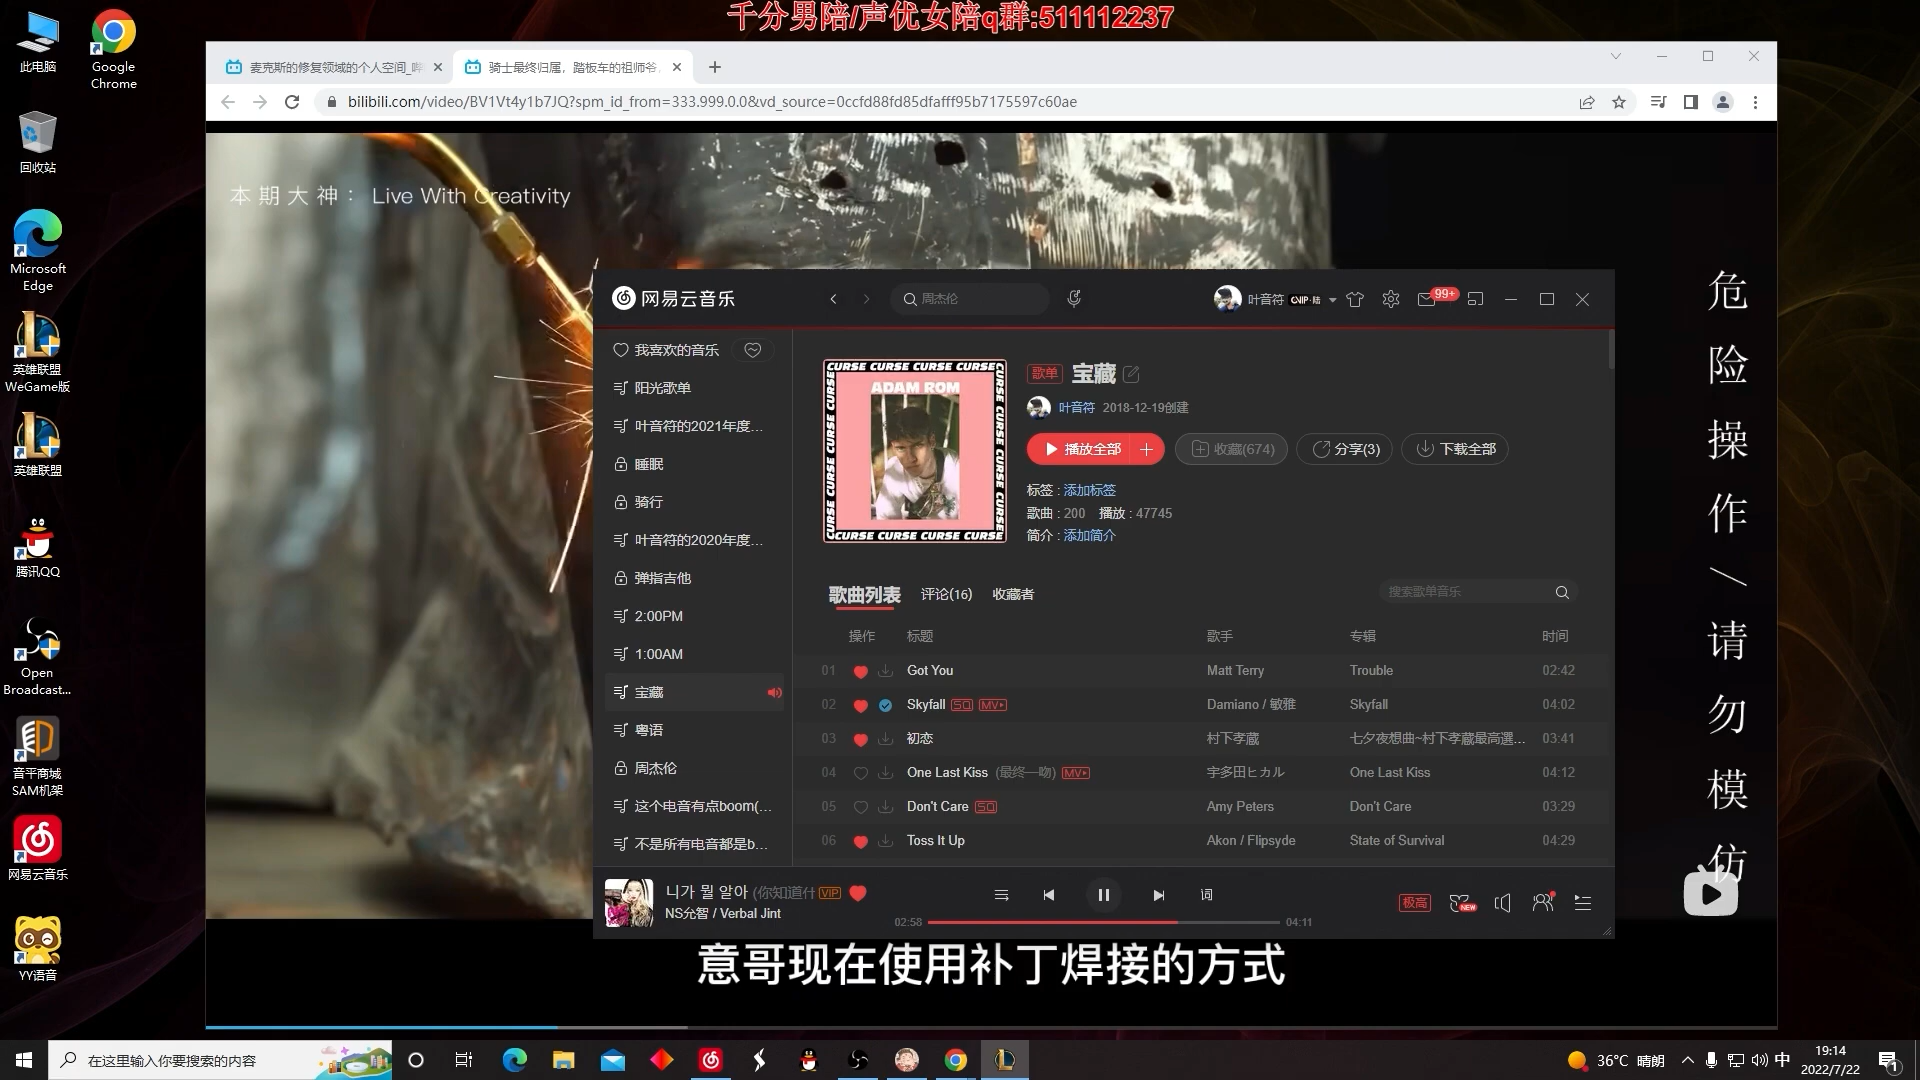 千分男陪/声优女陪q群:511112237
此电脑
Google Chrome
回收站
Microsoft Edge
英雄联盟WeGame版
英雄联盟
腾讯QQ
Open Broadcast...
音平商城SAM机架
网易云音乐
YY语音
麦克斯的修复领域的个人空间_哔
骑士最终归属，踏板车的祖师爷，
bilibili.com/video/BV1Vt4y1b7JQ?spm_id_from=333.999.0.0&vd_source=0ccfd88fd85dfafff95b7175597c60ae
本期大神： Live With Creativity
危险操作/请勿模仿
网易云音乐
周杰伦
叶音符
99+
我喜欢的音乐
阳光歌单
叶音符的2021年度...
睡眠
骑行
叶音符的2020年度...
弹指吉他
2:00PM
1:00AM
宝藏
粤语
周杰伦
这个电音有点boom(...
不是所有电音都是b...
CURSE CURSE CURSE CURSE
ADAM ROM
CURSE CURSE CURSE CURSE
歌单 宝藏
叶音符 2018-12-19创建
播放全部 + 收藏(674) 分享(3) 下载全部
标签 : 添加标签
歌曲 : 200 播放 : 47745
简介 : 添加简介
歌曲列表 评论(16) 收藏者 搜索歌单音乐
操作 标题 歌手 专辑 时间
01 Got You Matt Terry Trouble 02:42
02 Skyfall SQ MV Damiano / 敏雅 Skyfall 04:02
03 初恋 村下孝蔵 七夕夜想曲~村下孝蔵最高選... 03:41
04 One Last Kiss (最终一吻) MV 宇多田ヒカル One Last Kiss 04:12
05 Don't Care SQ Amy Peters Don't Care 03:29
06 Toss It Up Akon / Flipsyde State of Survival 04:29
니가 뭘 알아 (你知道什 VIP
NS允智 / Verbal Jint
词
02:58 04:11
极高
NEW
意哥现在使用补丁焊接的方式
在这里输入你要搜索的内容
36°C 晴朗
中
19:14
2022/7/22
1